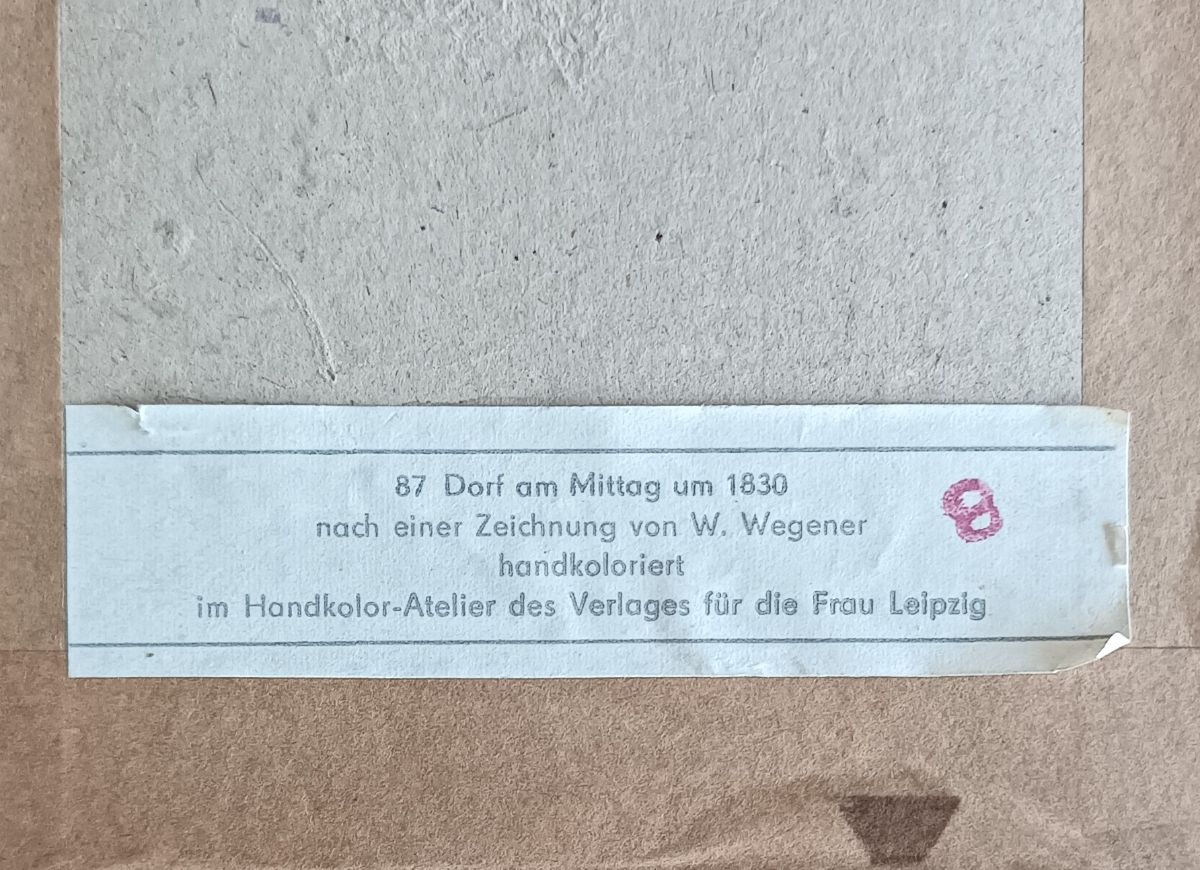 87 Dorf am Mittag um 1830
nach einer Zeichnung von W. Wegener
handkoloriert
im Handkolor-Atelier des Verlages für die Frau Leipzig
8